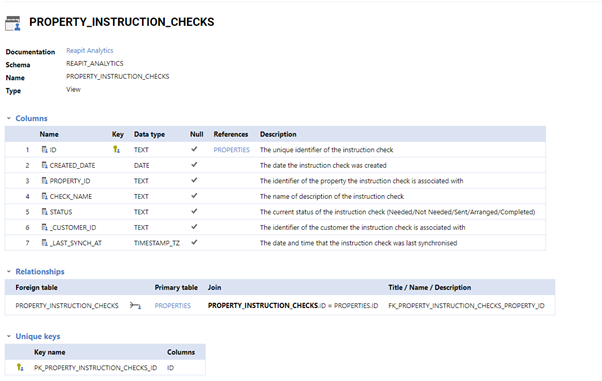 PROPERTY_INSTRUCTION_CHECKS
Documentation Reapit Analytics
Schema REAPIT_ANALYTICS
Name PROPERTY_INSTRUCTION_CHECKS
Type View
Columns
Name Key Data type Null References Description
1 ID TEXT ✓ PROPERTIES The unique identifier of the instruction check
2 CREATED_DATE DATE ✓ The date the instruction check was created
3 PROPERTY_ID TEXT ✓ The identifier of the property the instruction check is associated with
4 CHECK_NAME TEXT ✓ The name of description of the instruction check
5 STATUS TEXT ✓ The current status of the instruction check (Needed/Not Needed/Sent/Arranged/Completed)
6 _CUSTOMER_ID TEXT ✓ The identifier of the customer the instruction check is associated with
7 _LAST_SYNCH_AT TIMESTAMP_TZ ✓ The date and time that the instruction check was last synchronised
Relationships
Foreign table Primary table Join Title / Name / Description
PROPERTY_INSTRUCTION_CHECKS PROPERTIES PROPERTY_INSTRUCTION_CHECKS.ID = PROPERTIES.ID FK_PROPERTY_INSTRUCTION_CHECKS_PROPERTY_ID
Unique keys
Key name Columns
PK_PROPERTY_INSTRUCTION_CHECKS_ID ID